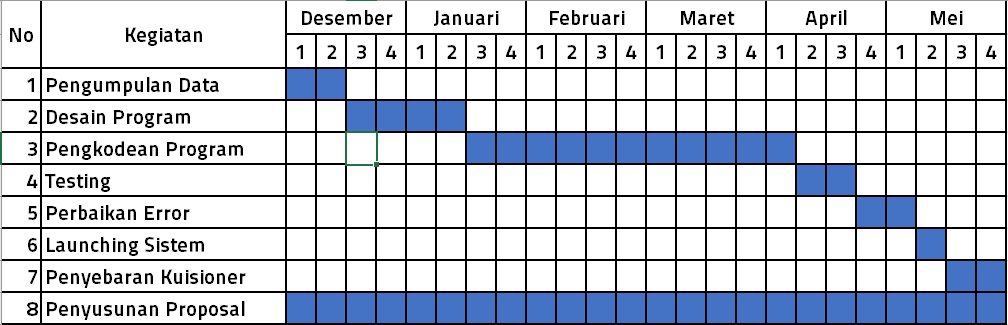 No Kegiatan Desember Januari Februari Maret April Mei
1 2 3 4 1 2 3 4 1 2 3 4 1 2 3 4 1 2 3 4 1 2 3 4
1 Pengumpulan Data
2 Desain Program
3 Pengkodean Program
4 Testing
5 Perbaikan Error
6 Launching Sistem
7 Penyebaran Kuisioner
8 Penyusunan Proposal